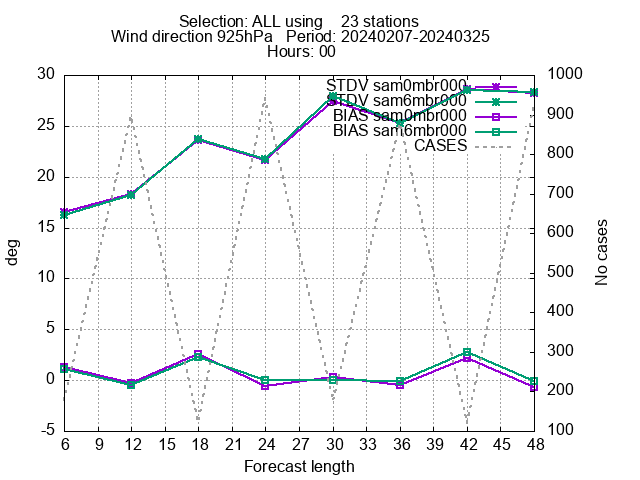 Selection: ALL using 23 stations
Wind direction 925hPa Period: 20240207-20240325
Hours: 00
30
25
20
15
10
5
0
-5
deg
1000
900
800
700
600
500
400
300
200
100
No cases
STDV sam0mbr000
STDV sam6mbr000
BIAS sam0mbr000
BIAS sam6mbr000
CASES
6 9 12 15 18 21 24 27 30 33 36 39 42 45 48
Forecast length